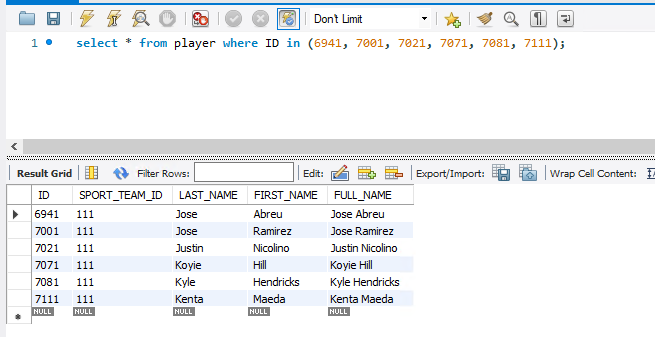 Don't Limit
1 select * from player where ID in (6941, 7001, 7021, 7071, 7081, 7111);
Result Grid Filter Rows: Edit: Export/Import: Wrap Cell Content:
ID SPORT_TEAM_ID LAST_NAME FIRST_NAME FULL_NAME
6941 111 Jose Abreu Jose Abreu
7001 111 Jose Ramirez Jose Ramirez
7021 111 Justin Nicolino Justin Nicolino
7071 111 Koyie Hill Koyie Hill
7081 111 Kyle Hendricks Kyle Hendricks
7111 111 Kenta Maeda Kenta Maeda
NULL NULL NULL NULL NULL